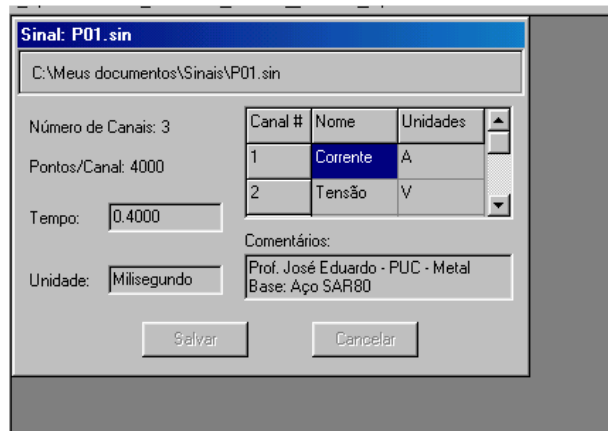 Sinal: P01.sin
C:\Meus documentos\Sinais\P01.sin
Número de Canais: 3
Pontos/Canal: 4000
Tempo: 0.4000
Unidade: Milisegundo
Canal # Nome Unidades
1 Corrente A
2 Tensão V
Comentários:
Prof. José Eduardo - PUC - Metal
Base: Aço SAR80
Salvar Cancelar